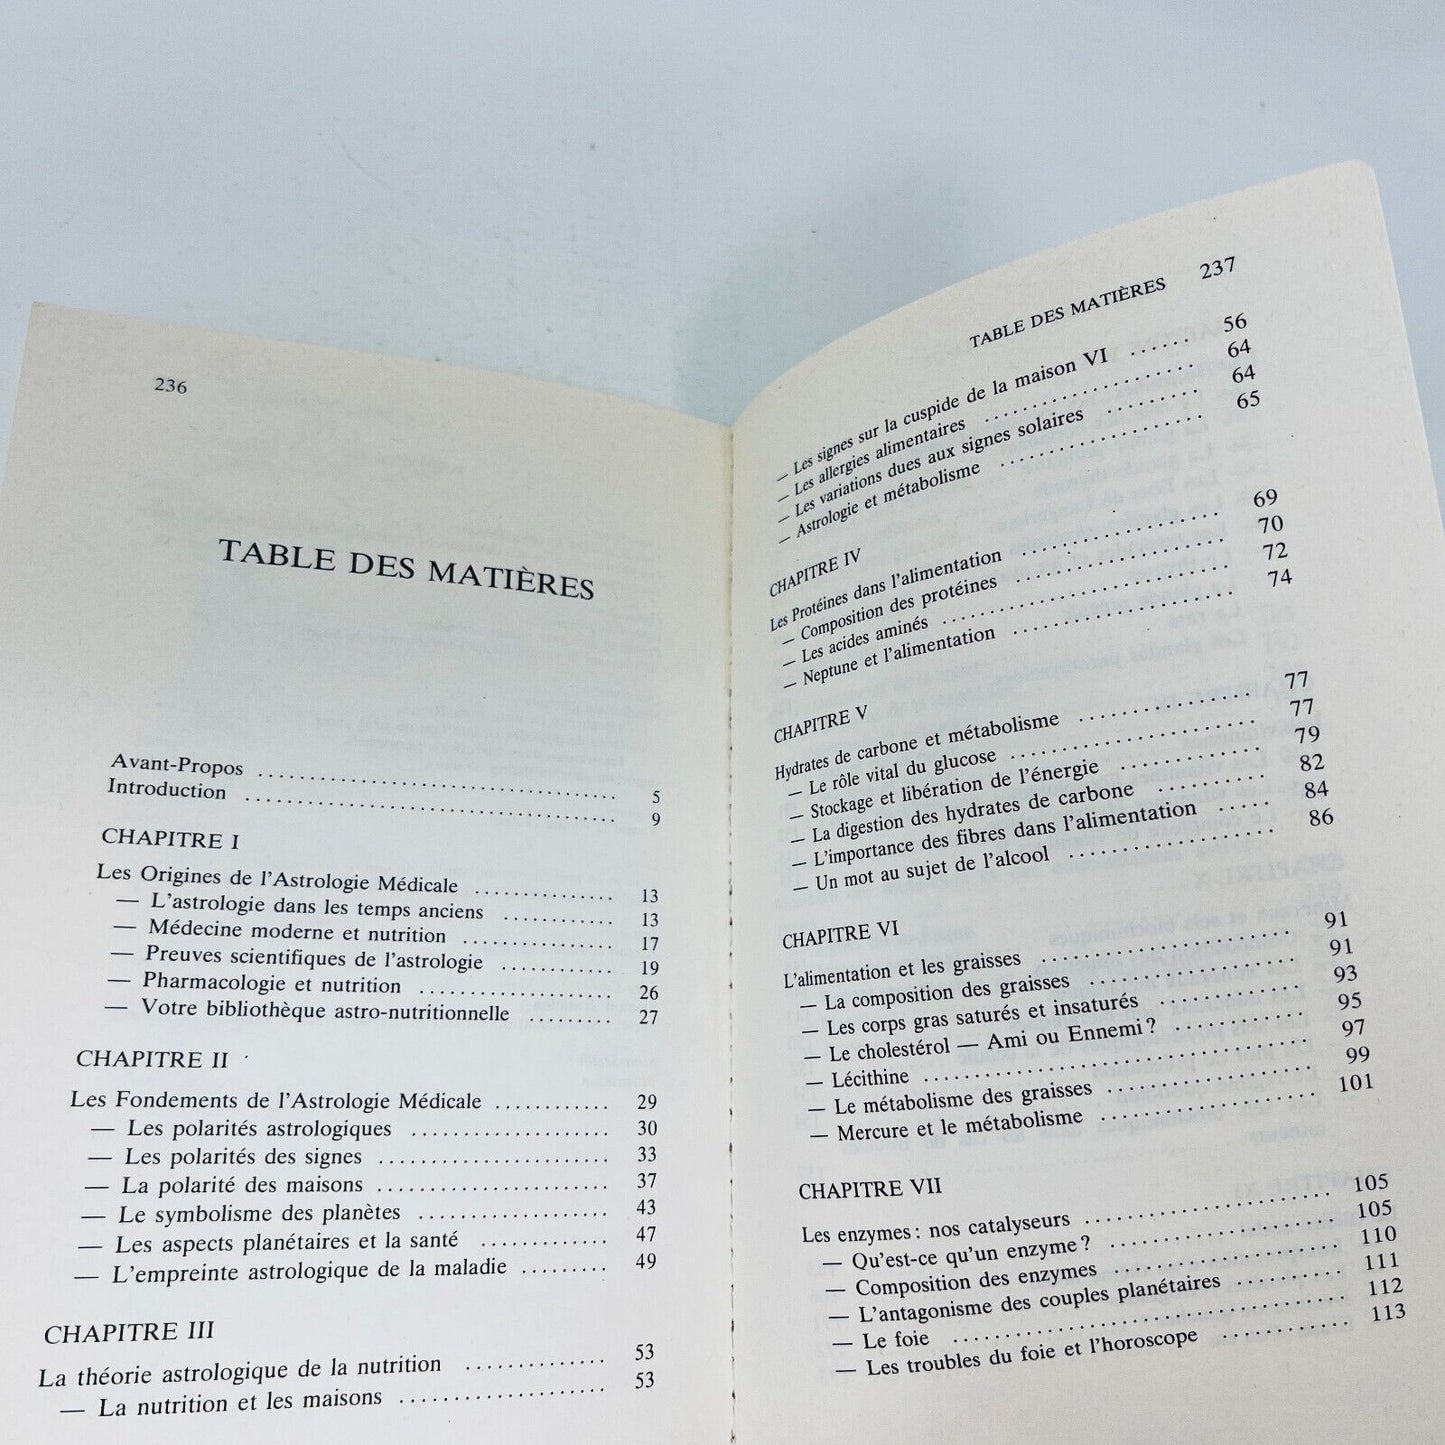 236
TABLE DES MATIÈRES
Avant-Propos .......... 5
Introduction .......... 9
CHAPITRE I
Les Origines de l'Astrologie Médicale .......... 13
— L'astrologie dans les temps anciens .......... 13
— Médecine moderne et nutrition .......... 17
— Preuves scientifiques de l'astrologie .......... 19
— Pharmacologie et nutrition .......... 26
— Votre bibliothèque astro-nutritionnelle .......... 27
CHAPITRE II
Les Fondements de l'Astrologie Médicale .......... 29
— Les polarités astrologiques .......... 30
— Les polarités des signes .......... 33
— La polarité des maisons .......... 37
— Le symbolisme des planètes .......... 43
— Les aspects planétaires et la santé .......... 47
— L'empreinte astrologique de la maladie .......... 49
CHAPITRE III
La théorie astrologique de la nutrition .......... 53
— La nutrition et les maisons .......... 53
TABLE DES MATIÈRES 237
— Les signes sur la cuspide de la maison VI .......... 56
— Les allergies alimentaires .......... 64
— Les variations dues aux signes solaires .......... 64
— Astrologie et métabolisme .......... 65
CHAPITRE IV
Les Protéines dans l'alimentation .......... 69
— Composition des protéines .......... 70
— Les acides aminés .......... 72
— Neptune et l'alimentation .......... 74
CHAPITRE V
Hydrates de carbone et métabolisme .......... 77
— Le rôle vital du glucose .......... 77
— Stockage et libération de l'énergie .......... 79
— La digestion des hydrates de carbone .......... 82
— L'importance des fibres dans l'alimentation .......... 84
— Un mot au sujet de l'alcool .......... 86
CHAPITRE VI
L'alimentation et les graisses .......... 91
— La composition des graisses .......... 91
— Les corps gras saturés et insaturés .......... 93
— Le cholestérol — Ami ou Ennemi ? .......... 95
— Lécithine .......... 97
— Le métabolisme des graisses .......... 99
— Mercure et le métabolisme .......... 101
CHAPITRE VII
Les enzymes : nos catalyseurs .......... 105
— Qu'est-ce qu'un enzyme ? .......... 105
— Composition des enzymes .......... 110
— L'antagonisme des couples planétaires .......... 111
— Le foie .......... 112
— Les troubles du foie et l'horoscope .......... 113